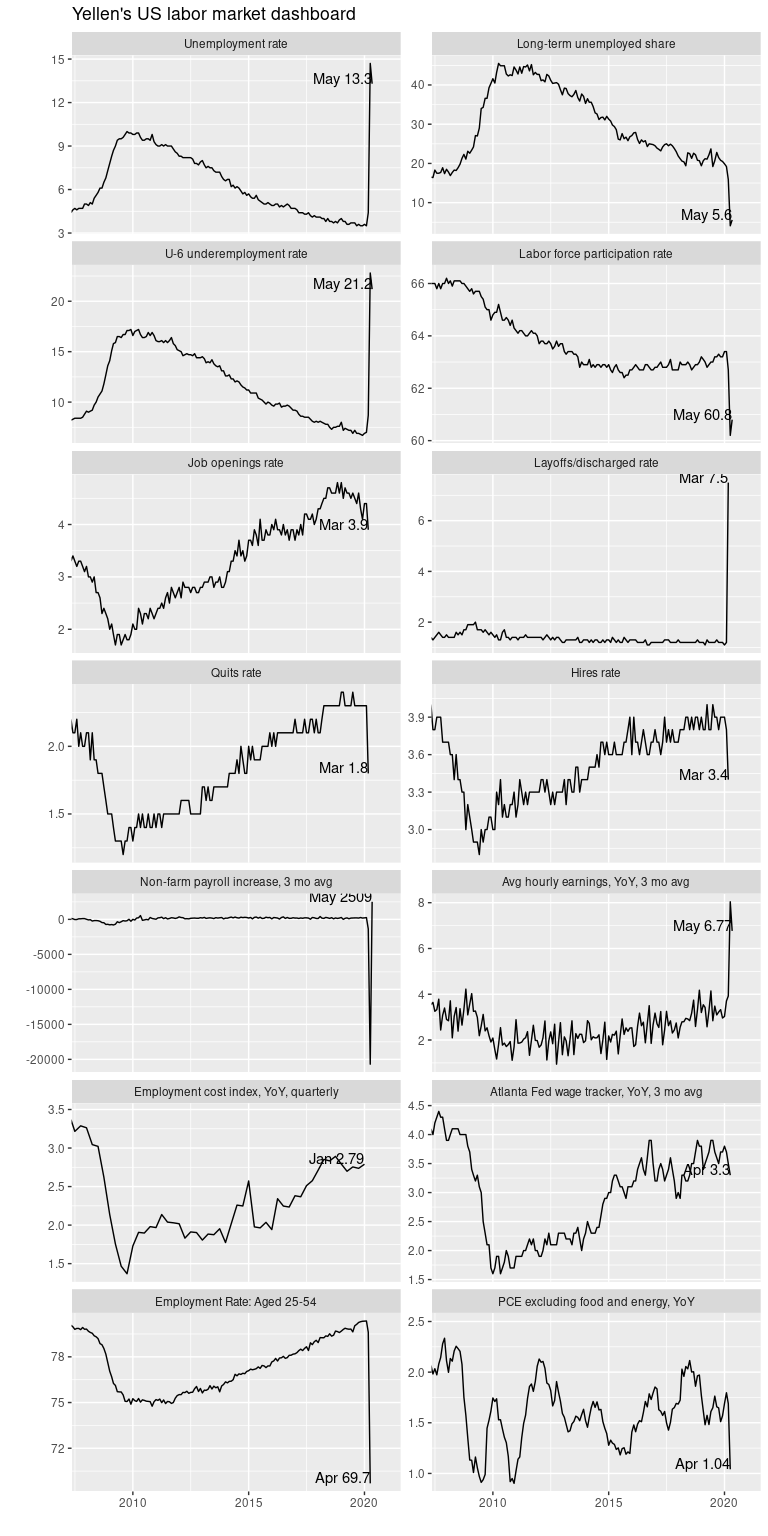 Yellen's US labor market dashboard
Unemployment rate
Long-term unemployed share
15
12
9
6
3
May 13.3
40
30
20
10
May 5.6
U-6 underemployment rate
Labor force participation rate
20
15
10
May 21.2
66
64
62
60
May 60.8
Job openings rate
Layoffs/discharged rate
4
3
2
Mar 3.9
6
4
2
Mar 7.5
Quits rate
Hires rate
2.0
1.5
Mar 1.8
3.9
3.6
3.3
3.0
Mar 3.4
Non-farm payroll increase, 3 mo avg
Avg hourly earnings, YoY, 3 mo avg
0
-5000
-10000
-15000
-20000
May 2509
8
6
4
2
May 6.77
Employment cost index, YoY, quarterly
Atlanta Fed wage tracker, YoY, 3 mo avg
3.5
3.0
2.5
2.0
1.5
Jan 2.79
4.5
4.0
3.5
3.0
2.5
2.0
1.5
Apr 3.3
Employment Rate: Aged 25-54
PCE excluding food and energy, YoY
78
75
72
Apr 69.7
2.5
2.0
1.5
1.0
Apr 1.04
2010
2015
2020
2010
2015
2020